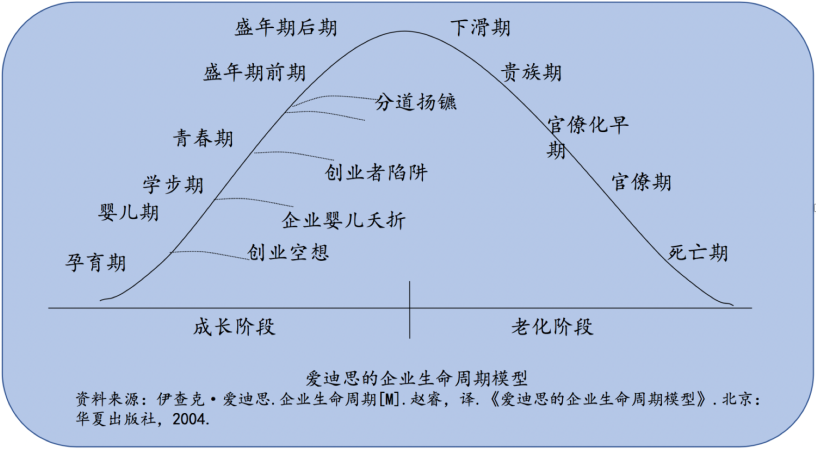 盛年期后期
下滑期
盛年期前期
贵族期
分道扬镳
官僚化早
期
青春期
创业者陷阱
学步期
官僚期
婴儿期
企业婴儿夭折
孕育期
创业空想
死亡期
成长阶段
老化阶段
爱迪思的企业生命周期模型
资料来源：伊查克·爱迪思.企业生命周期[M].赵睿，译.《爱迪思的企业生命周期模型》.北京：
华夏出版社，2004.